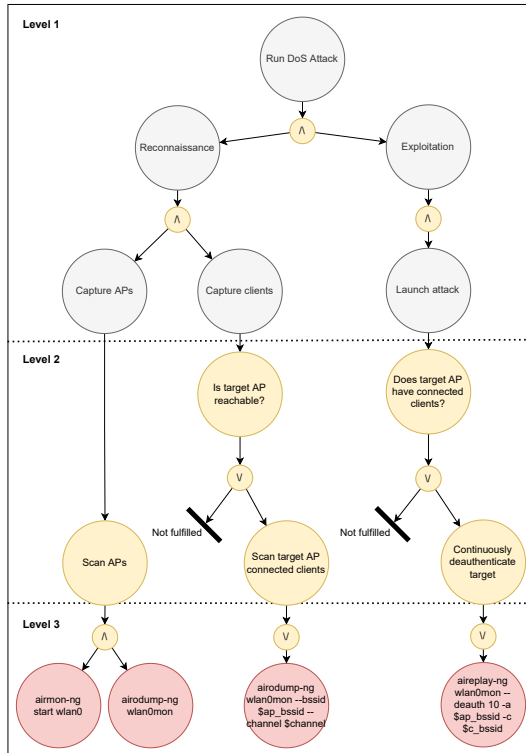 Level 1
Run DoS Attack
∧
Reconnaissance
Exploitation
∧
∧
Capture APs
Capture clients
Launch attack
Level 2
Is target AP
reachable?
Does target AP
have connected
clients?
∨
∨
Not fulfilled
Not fulfilled
Scan APs
Scan target AP
connected clients
Continuously
deauthenticate
target
Level 3
∧
∨
∨
airmon-ng
start wlan0
airodump-ng
wlan0mon
airodump-ng
wlan0mon --bssid
$ap_bssid --
channel $channel
aireplay-ng
wlan0mon --
deauth 10 -a
$ap_bssid -c
$c_bssid